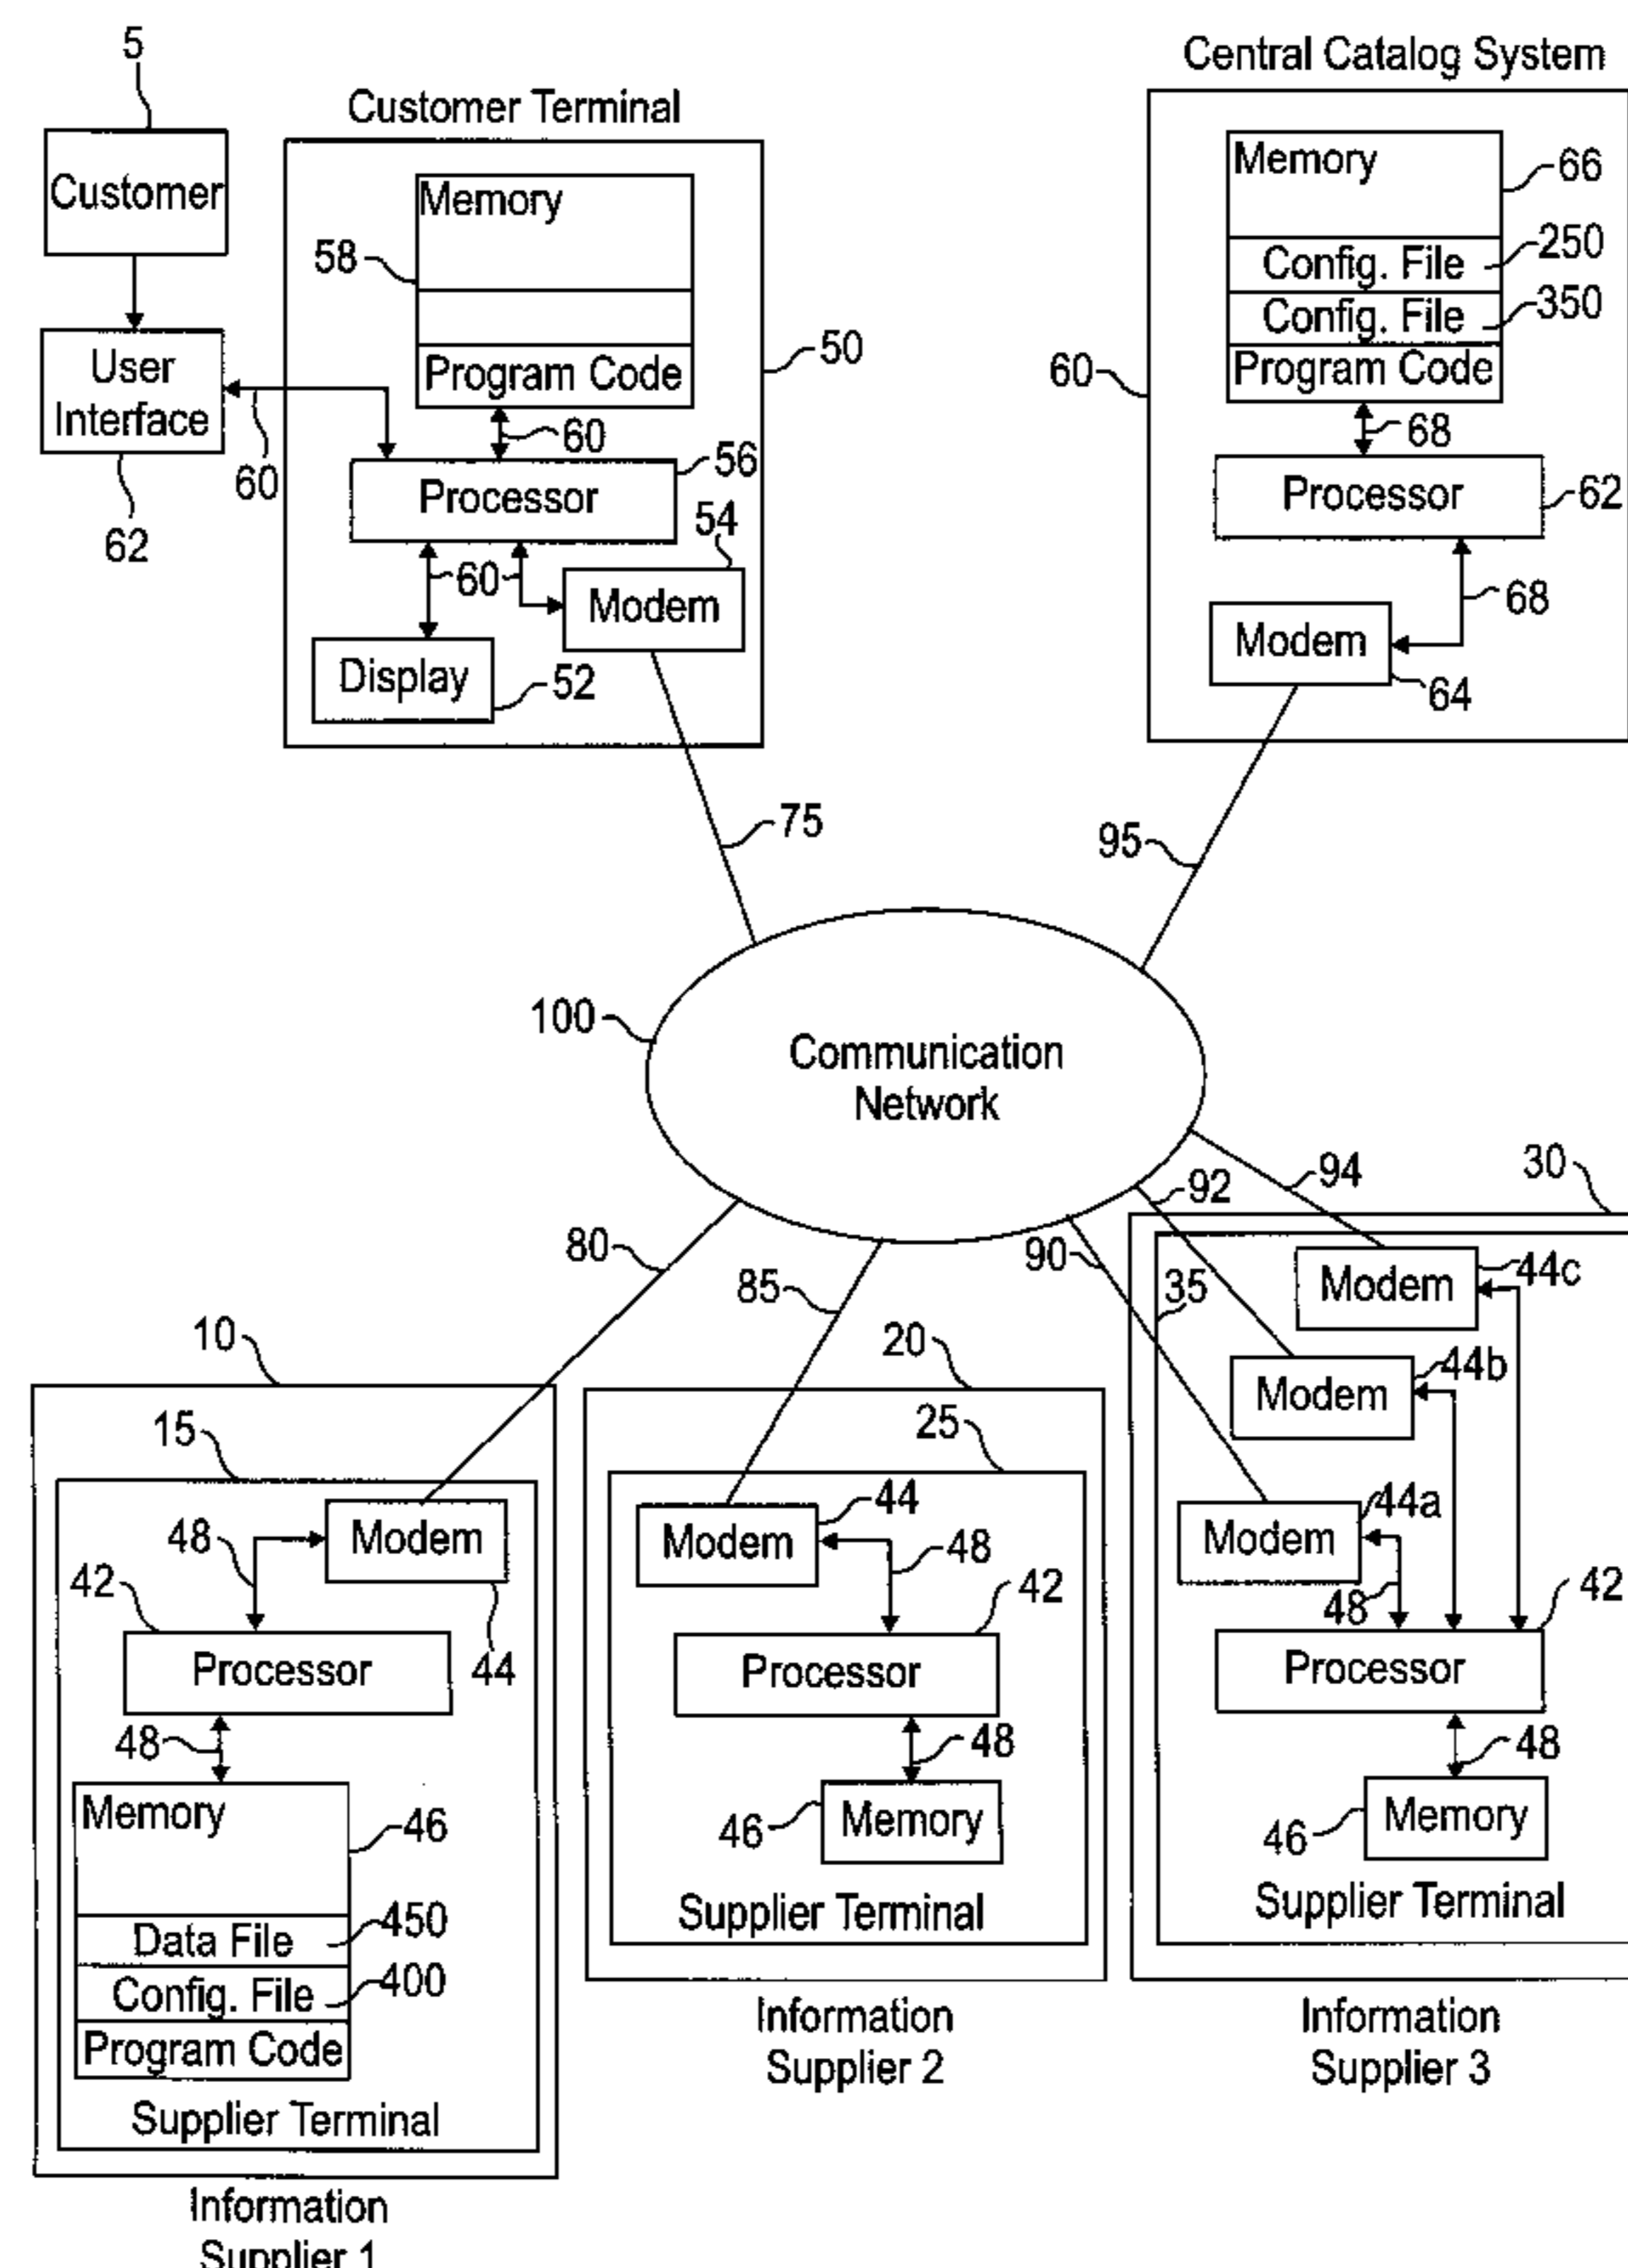 5
Customer
User
Interface
60
62
Customer Terminal
Memory
58
Program Code
50
60
Processor
56
54
60
Modem
Display
52
Central Catalog System
Memory
66
Config. File
250
Config. File
350
Program Code
60
68
Processor
62
68
Modem
64
75
95
100
Communication
Network
80
85
90
92
94
10
15
48
Modem
42
44
Processor
48
Memory
46
Data File
450
Config. File
400
Program Code
Supplier Terminal
Information
Supplier 1
20
25
Modem
44
48
42
Processor
48
46
Memory
Supplier Terminal
Information
Supplier 2
30
35
Modem
44c
Modem
44b
Modem
44a
48
42
Processor
48
46
Memory
Supplier Terminal
Information
Supplier 3